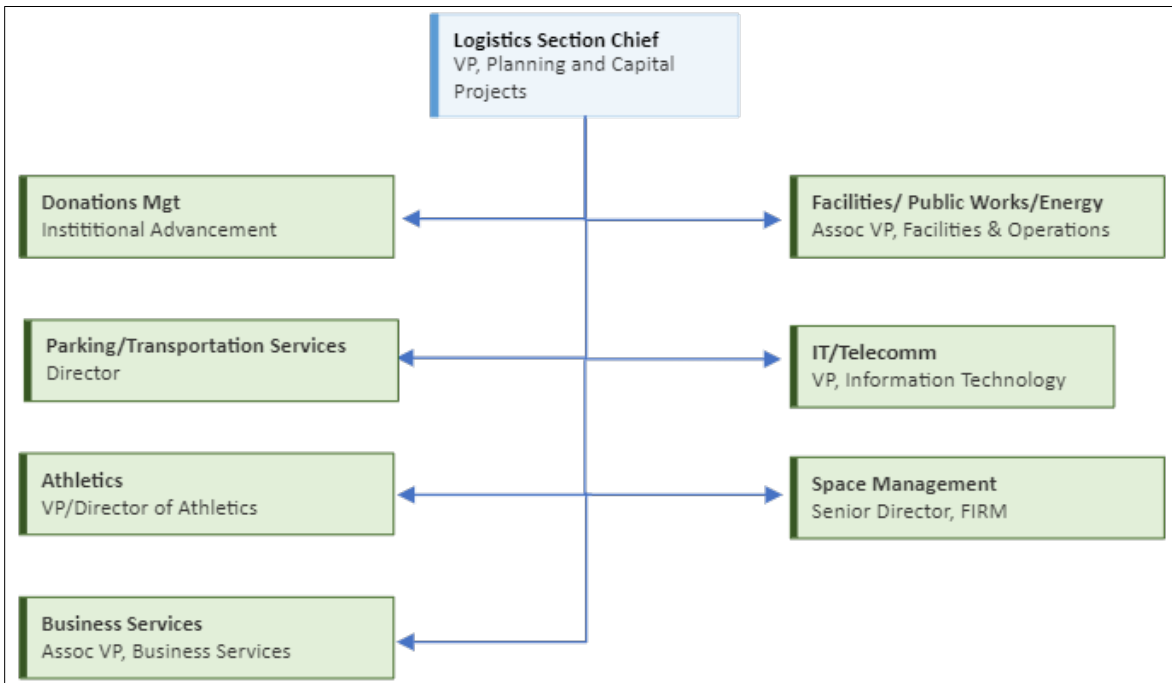 Logistics Section Chief
VP, Planning and Capital
Projects
Donations Mgt
Instititional Advancement
Facilities/ Public Works/Energy
Assoc VP, Facilities & Operations
Parking/Transportation Services
Director
IT/Telecomm
VP, Information Technology
Athletics
VP/Director of Athletics
Space Management
Senior Director, FIRM
Business Services
Assoc VP, Business Services